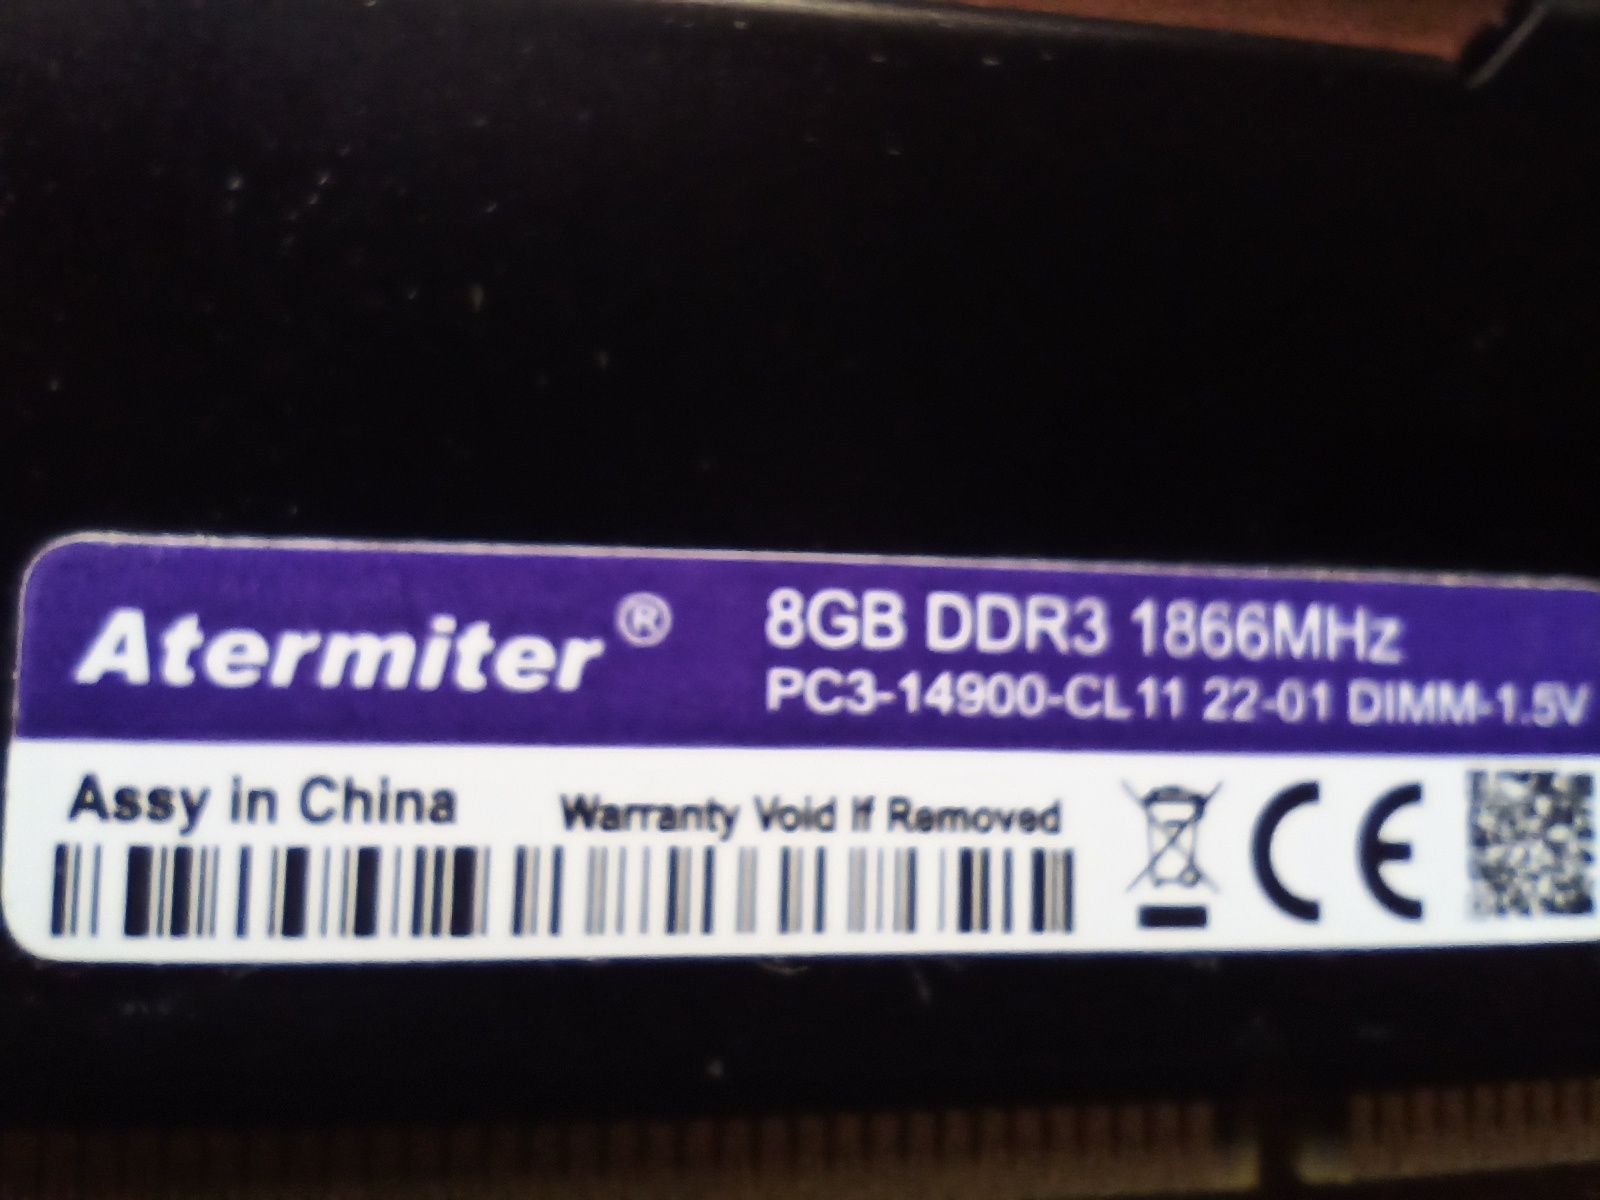 Atermiter®
8GB DDR3 1866MHz
PC3-14900-CL11 22-01 DIMM-1.5V
Assy in China
Warranty Void If Removed
CE